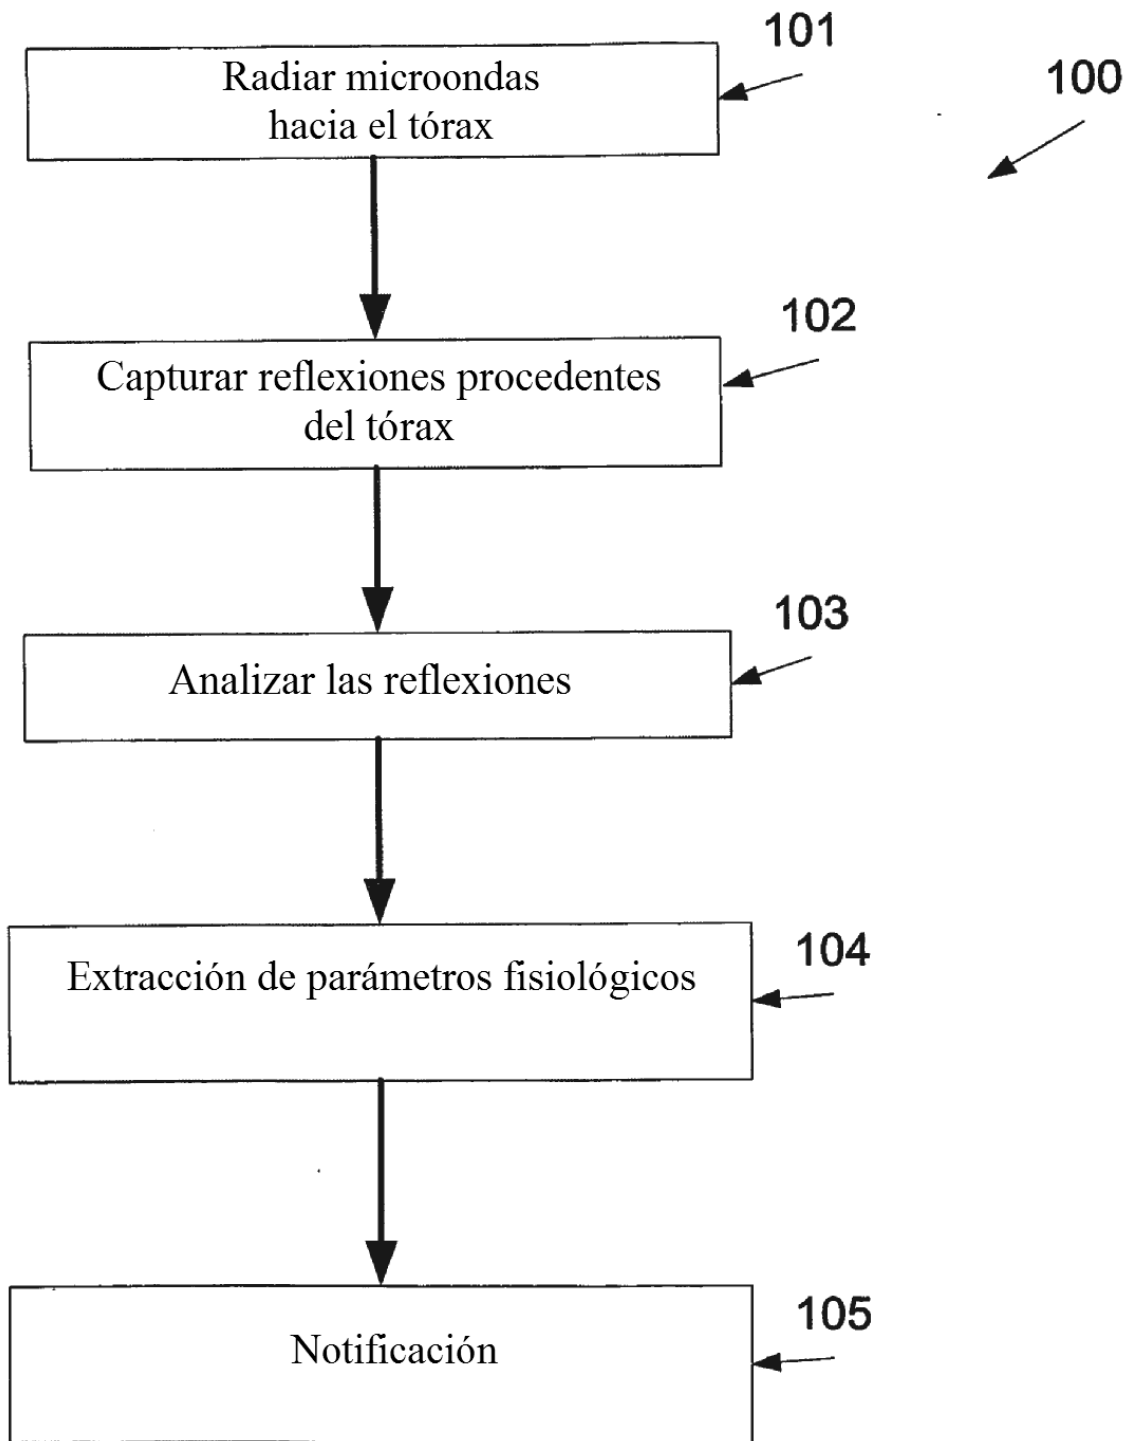 101
100
Radiar microondas
hacia el tórax
102
Capturar reflexiones procedentes
del tórax
103
Analizar las reflexiones
104
Extracción de parámetros fisiológicos
105
Notificación